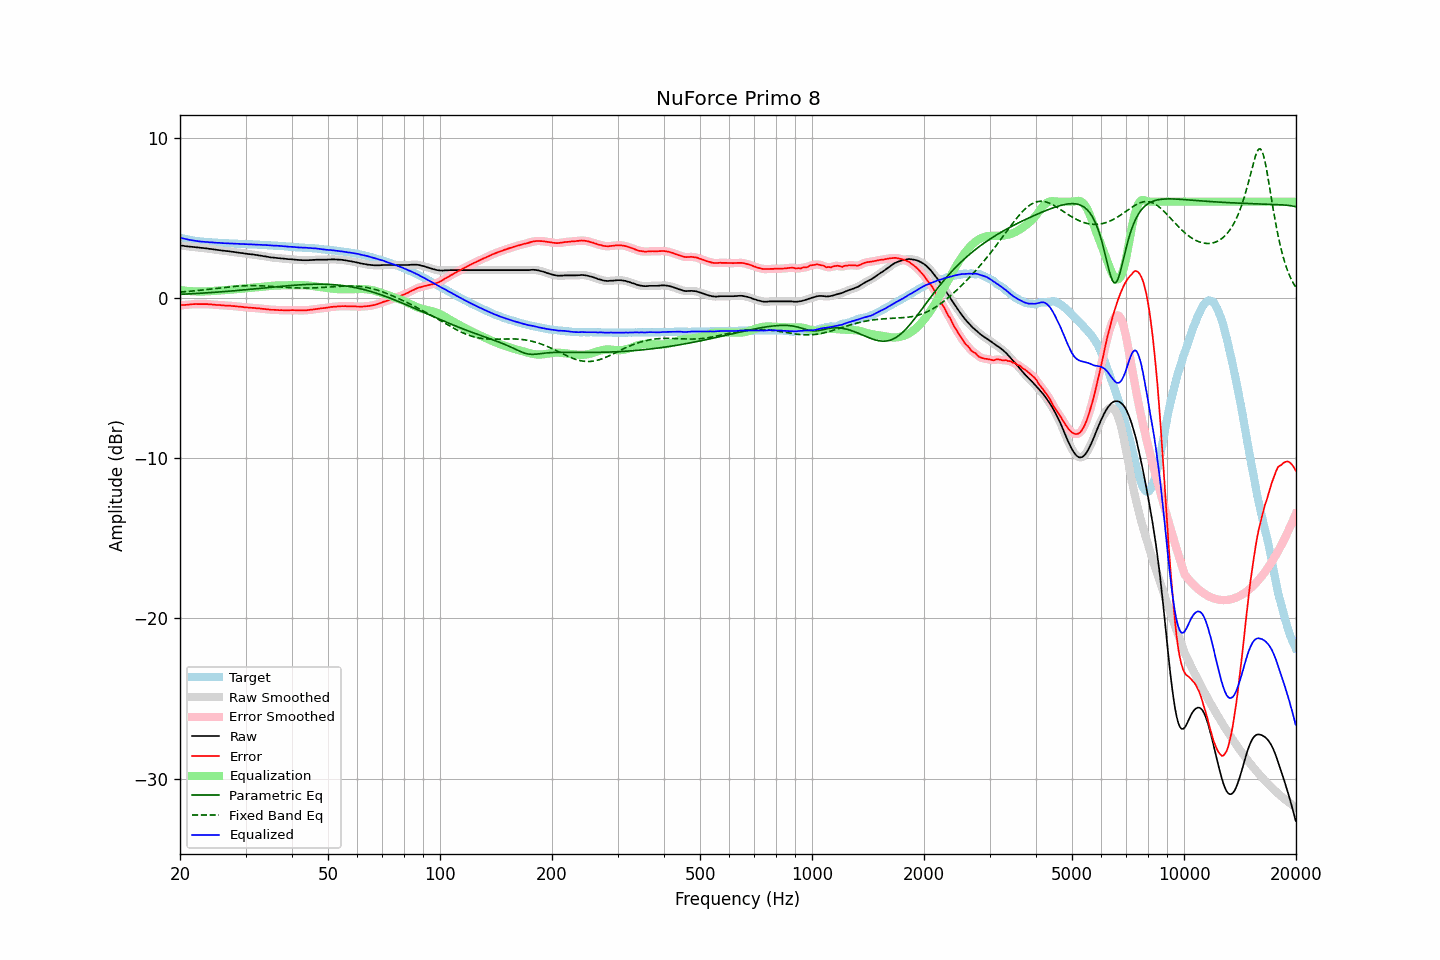 NuForce Primo 8
Amplitude (dBr)
10
0
−10
−20
−30
Target
Raw Smoothed
Error Smoothed
Raw
Error
Equalization
Parametric Eq
Fixed Band Eq
Equalized
20 50 100 200 500 1000 2000 5000 10000 20000
Frequency (Hz)